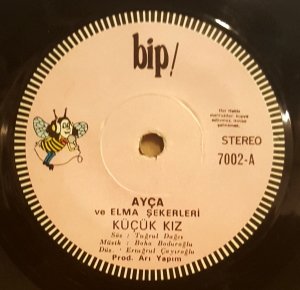 bip!
STEREO
7002-A
AYÇA
ve ELMA ŞEKERLERİ
KÜÇÜK KIZ
Söz : Tuğrul Dağcı
Müzik : Baha Boduroğlu
Düz. : Ertuğrul Çayıroğlu
Prod. Arı Yapım